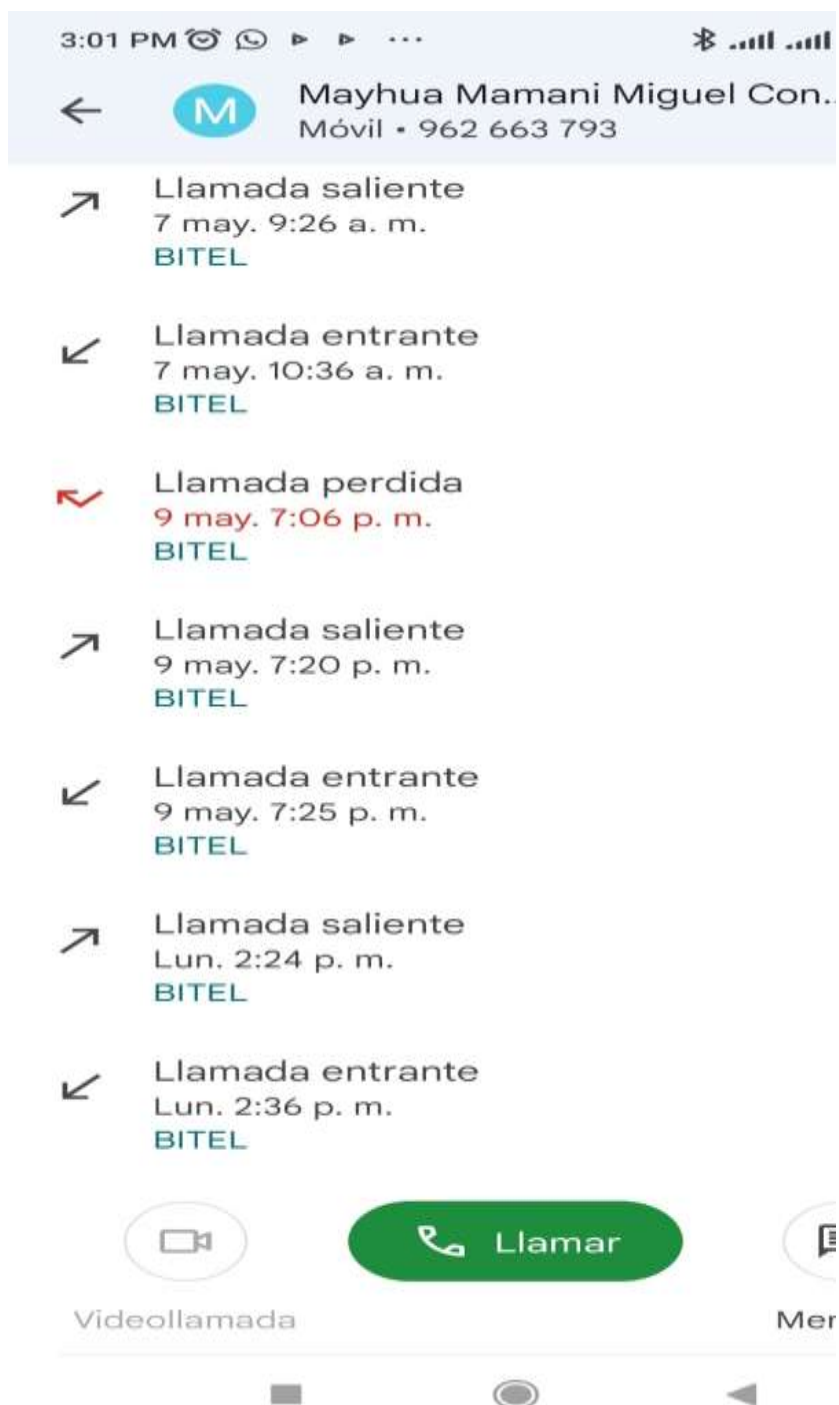 3:01 PM ...
M
Mayhua Mamani Miguel Con..
Móvil • 962 663 793
Llamada saliente
7 may. 9:26 a. m.
BITEL
Llamada entrante
7 may. 10:36 a. m.
BITEL
Llamada perdida
9 may. 7:06 p. m.
BITEL
Llamada saliente
9 may. 7:20 p. m.
BITEL
Llamada entrante
9 may. 7:25 p. m.
BITEL
Llamada saliente
Lun. 2:24 p. m.
BITEL
Llamada entrante
Lun. 2:36 p. m.
BITEL
Llamar
Videollamada
Mer